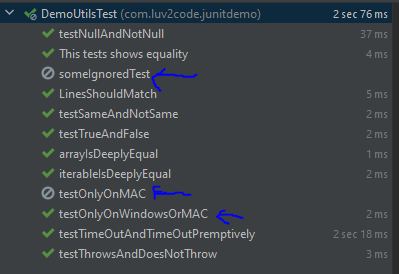 DemoUtilsTest (com.luv2code.junitdemo) 2 sec 76 ms
testNullAndNotNull 37 ms
This tests shows equality 4 ms
someIgnoredTest
LinesShouldMatch 5 ms
testSameAndNotSame 2 ms
testTrueAndFalse 2 ms
arrayIsDeeplyEqual 1 ms
iterableIsDeeplyEqual 2 ms
testOnlyOnMAC
testOnlyOnWindowsOrMAC 2 ms
testTimeOutAndTimeOutPremptively 2 sec 18 ms
testThrowsAndDoesNotThrow 3 ms